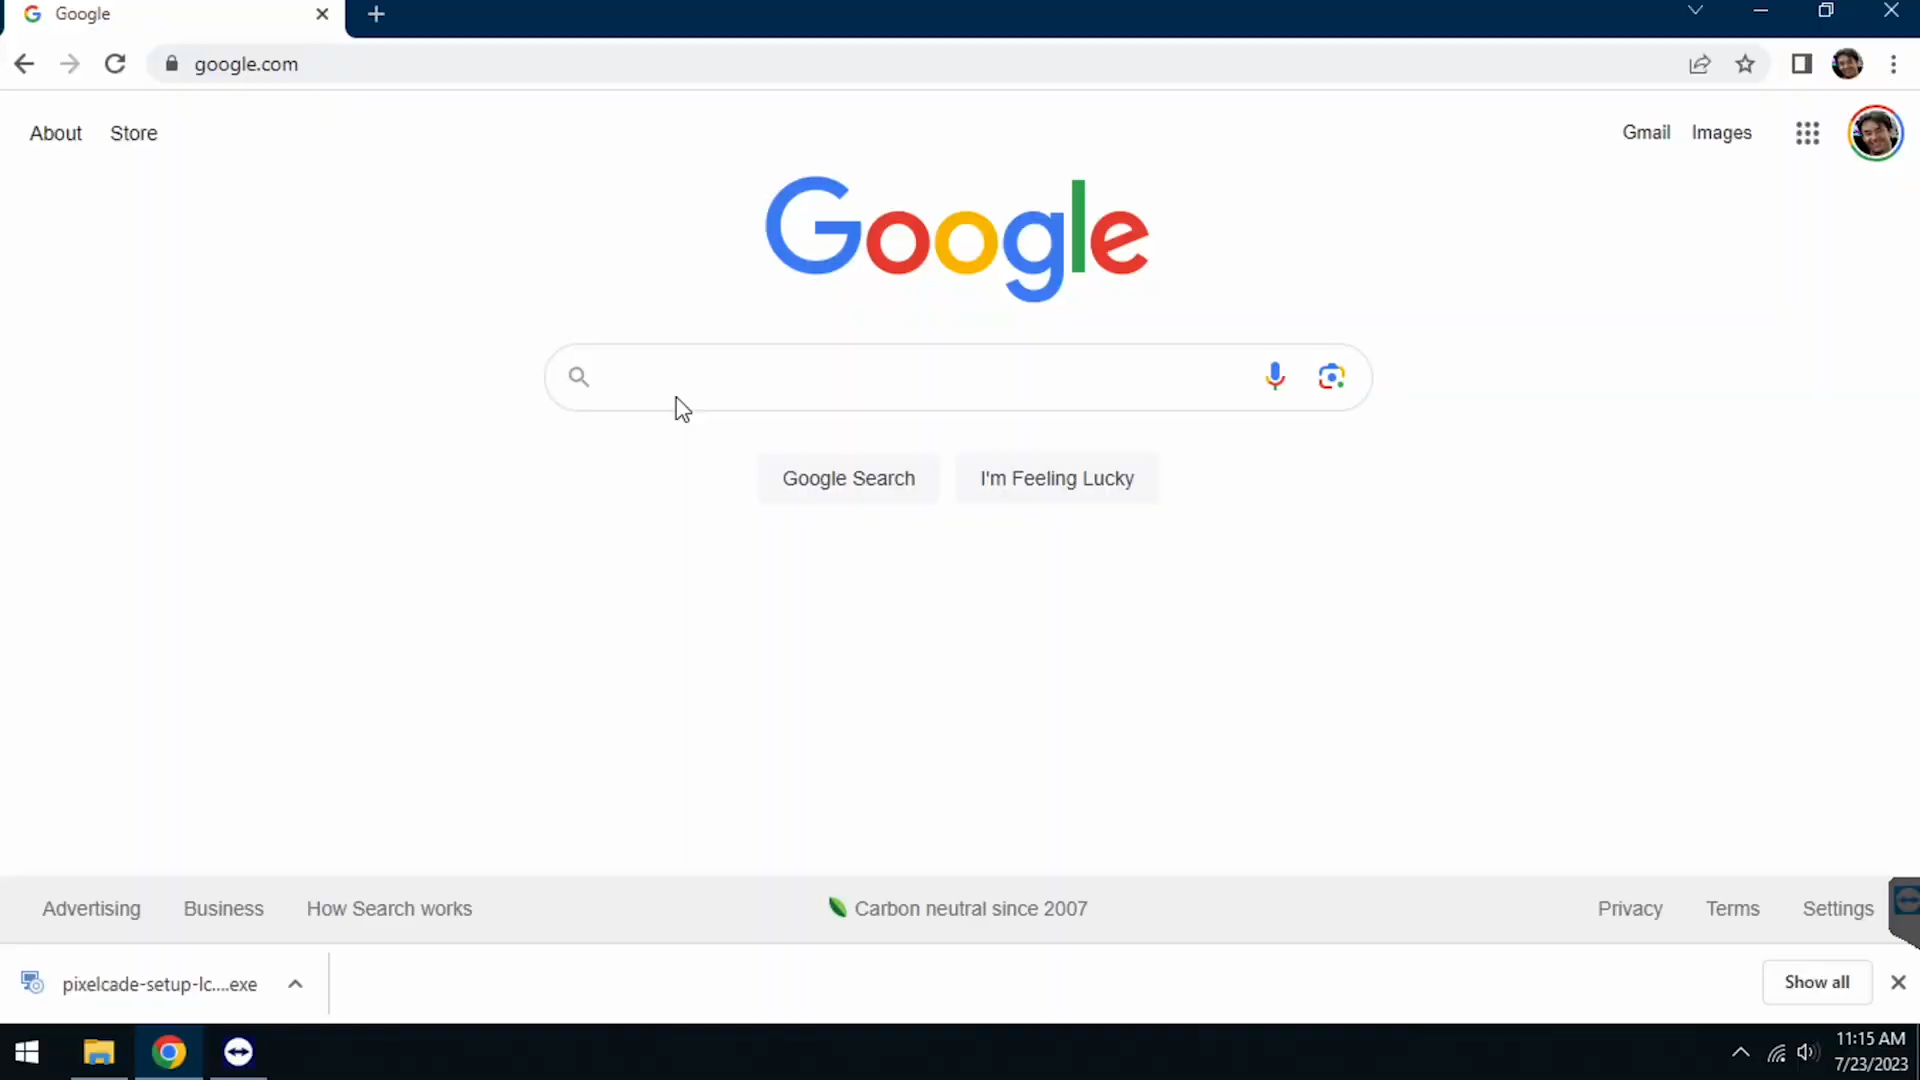 Google
google.com
About Store
Gmail Images
Google
Google Search I'm Feeling Lucky
Advertising Business How Search works
Carbon neutral since 2007
Privacy Terms Settings
pixelcade-setup-lc....exe
Show all
11:15 AM
7/23/2023